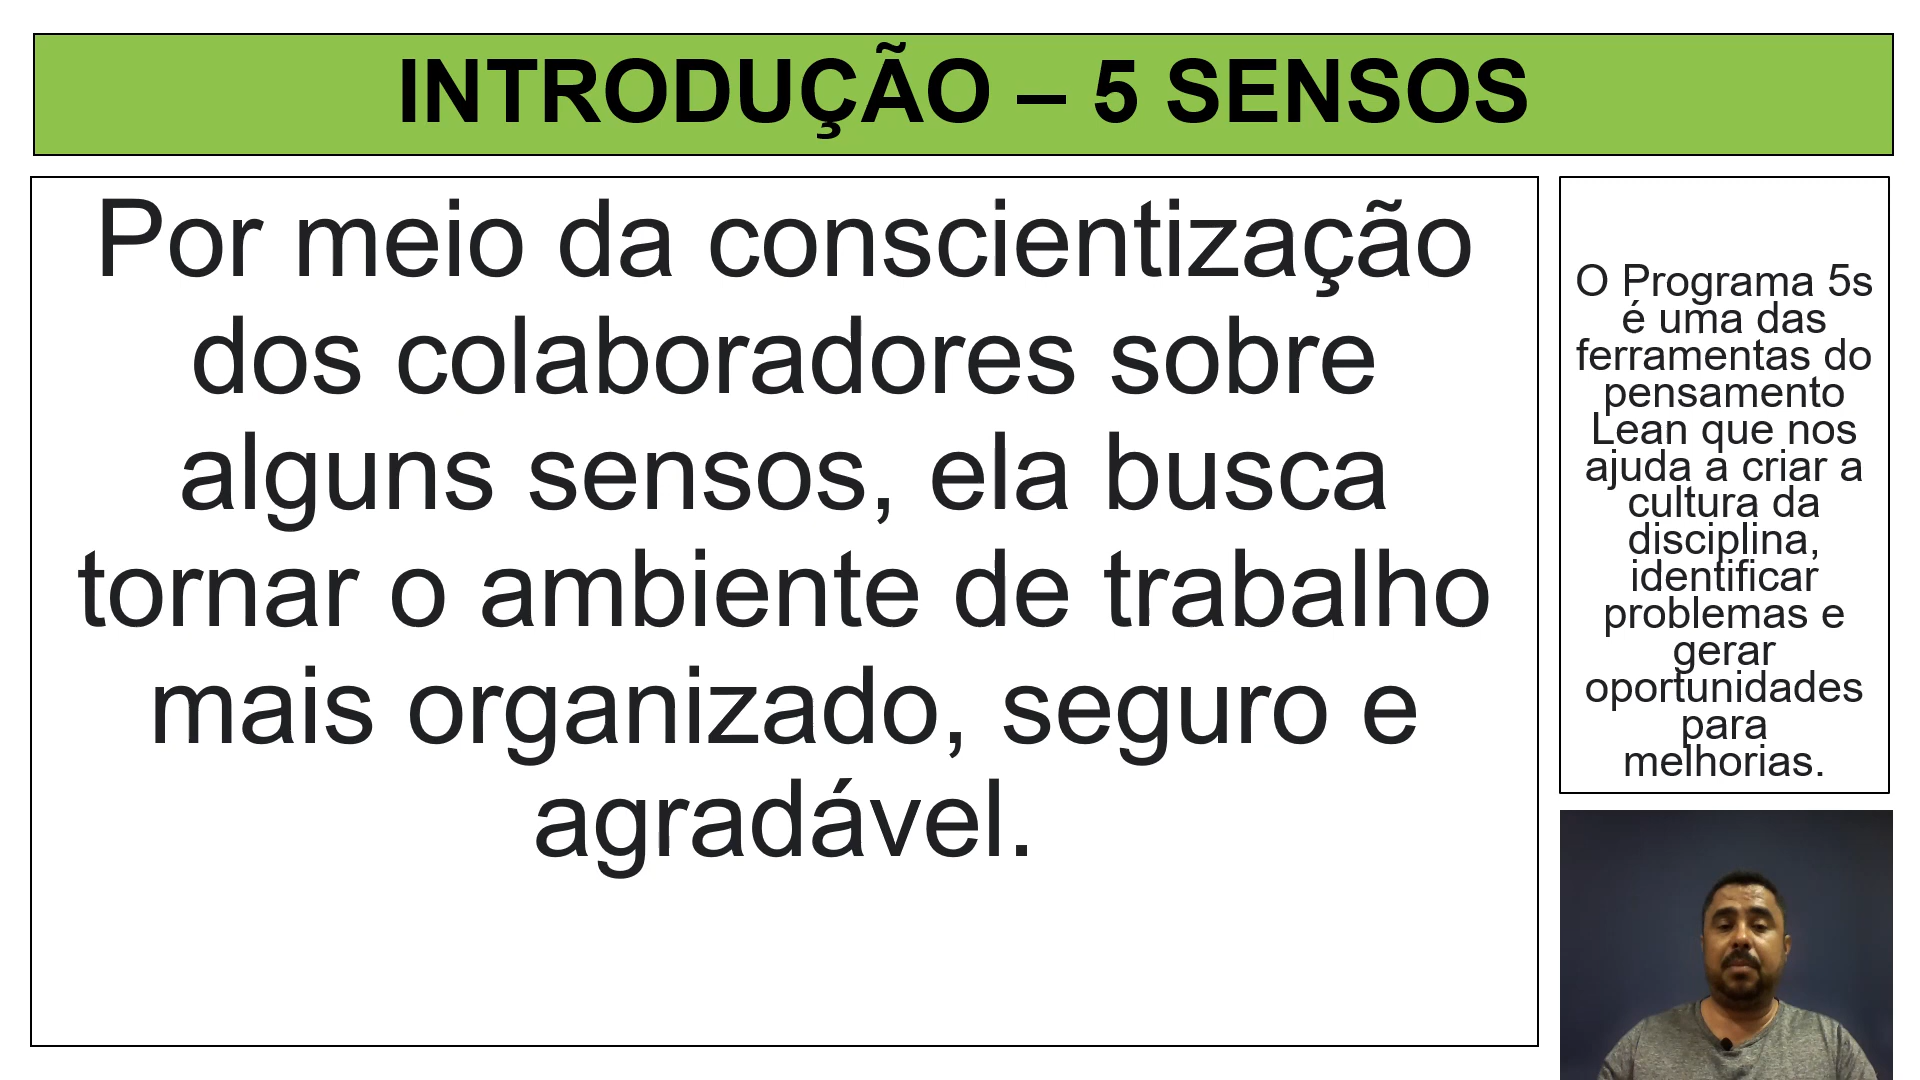 INTRODUÇÃO – 5 SENSOS
Por meio da conscientização
dos colaboradores sobre
alguns sensos, ela busca
tornar o ambiente de trabalho
mais organizado, seguro e
agradável.
O Programa 5s
é uma das
ferramentas do
pensamento
Lean que nos
ajuda a criar a
cultura da
disciplina,
identificar
problemas e
gerar
oportunidades
para
melhorias.